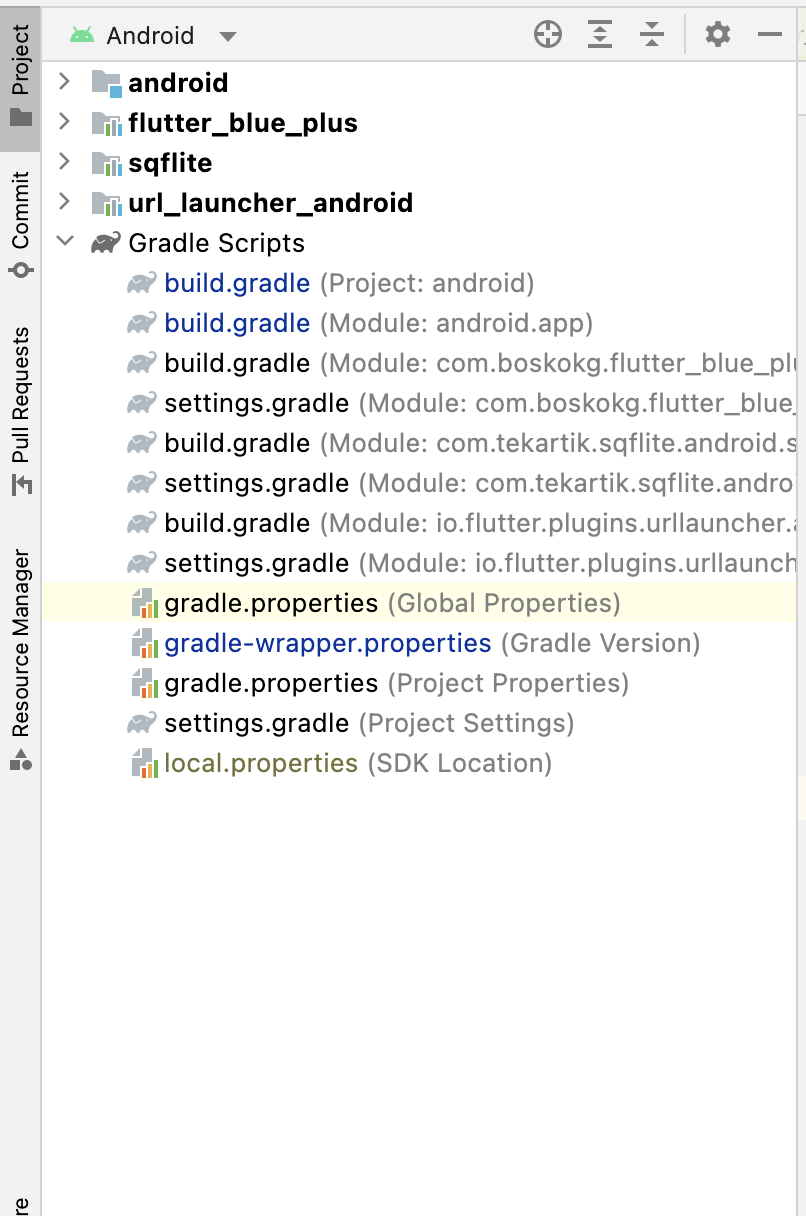 Android
Project
Commit
Pull Requests
Resource Manager
android
flutter_blue_plus
sqflite
url_launcher_android
Gradle Scripts
build.gradle (Project: android)
build.gradle (Module: android.app)
build.gradle (Module: com.boskokg.flutter_blue_plu
settings.gradle (Module: com.boskokg.flutter_blue_
build.gradle (Module: com.tekartik.sqflite.android.s
settings.gradle (Module: com.tekartik.sqflite.androi
build.gradle (Module: io.flutter.plugins.urllauncher.a
settings.gradle (Module: io.flutter.plugins.urllaunch
gradle.properties (Global Properties)
gradle-wrapper.properties (Gradle Version)
gradle.properties (Project Properties)
settings.gradle (Project Settings)
local.properties (SDK Location)
re